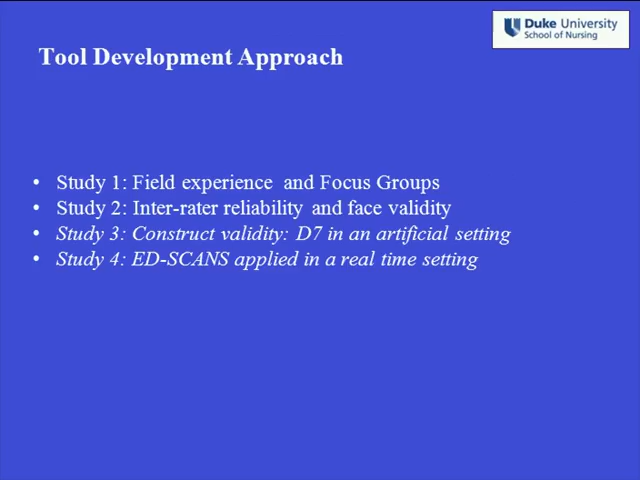 Duke University
School of Nursing
Tool Development Approach
• Study 1: Field experience and Focus Groups
• Study 2: Inter-rater reliability and face validity
• Study 3: Construct validity: D7 in an artificial setting
• Study 4: ED-SCANS applied in a real time setting